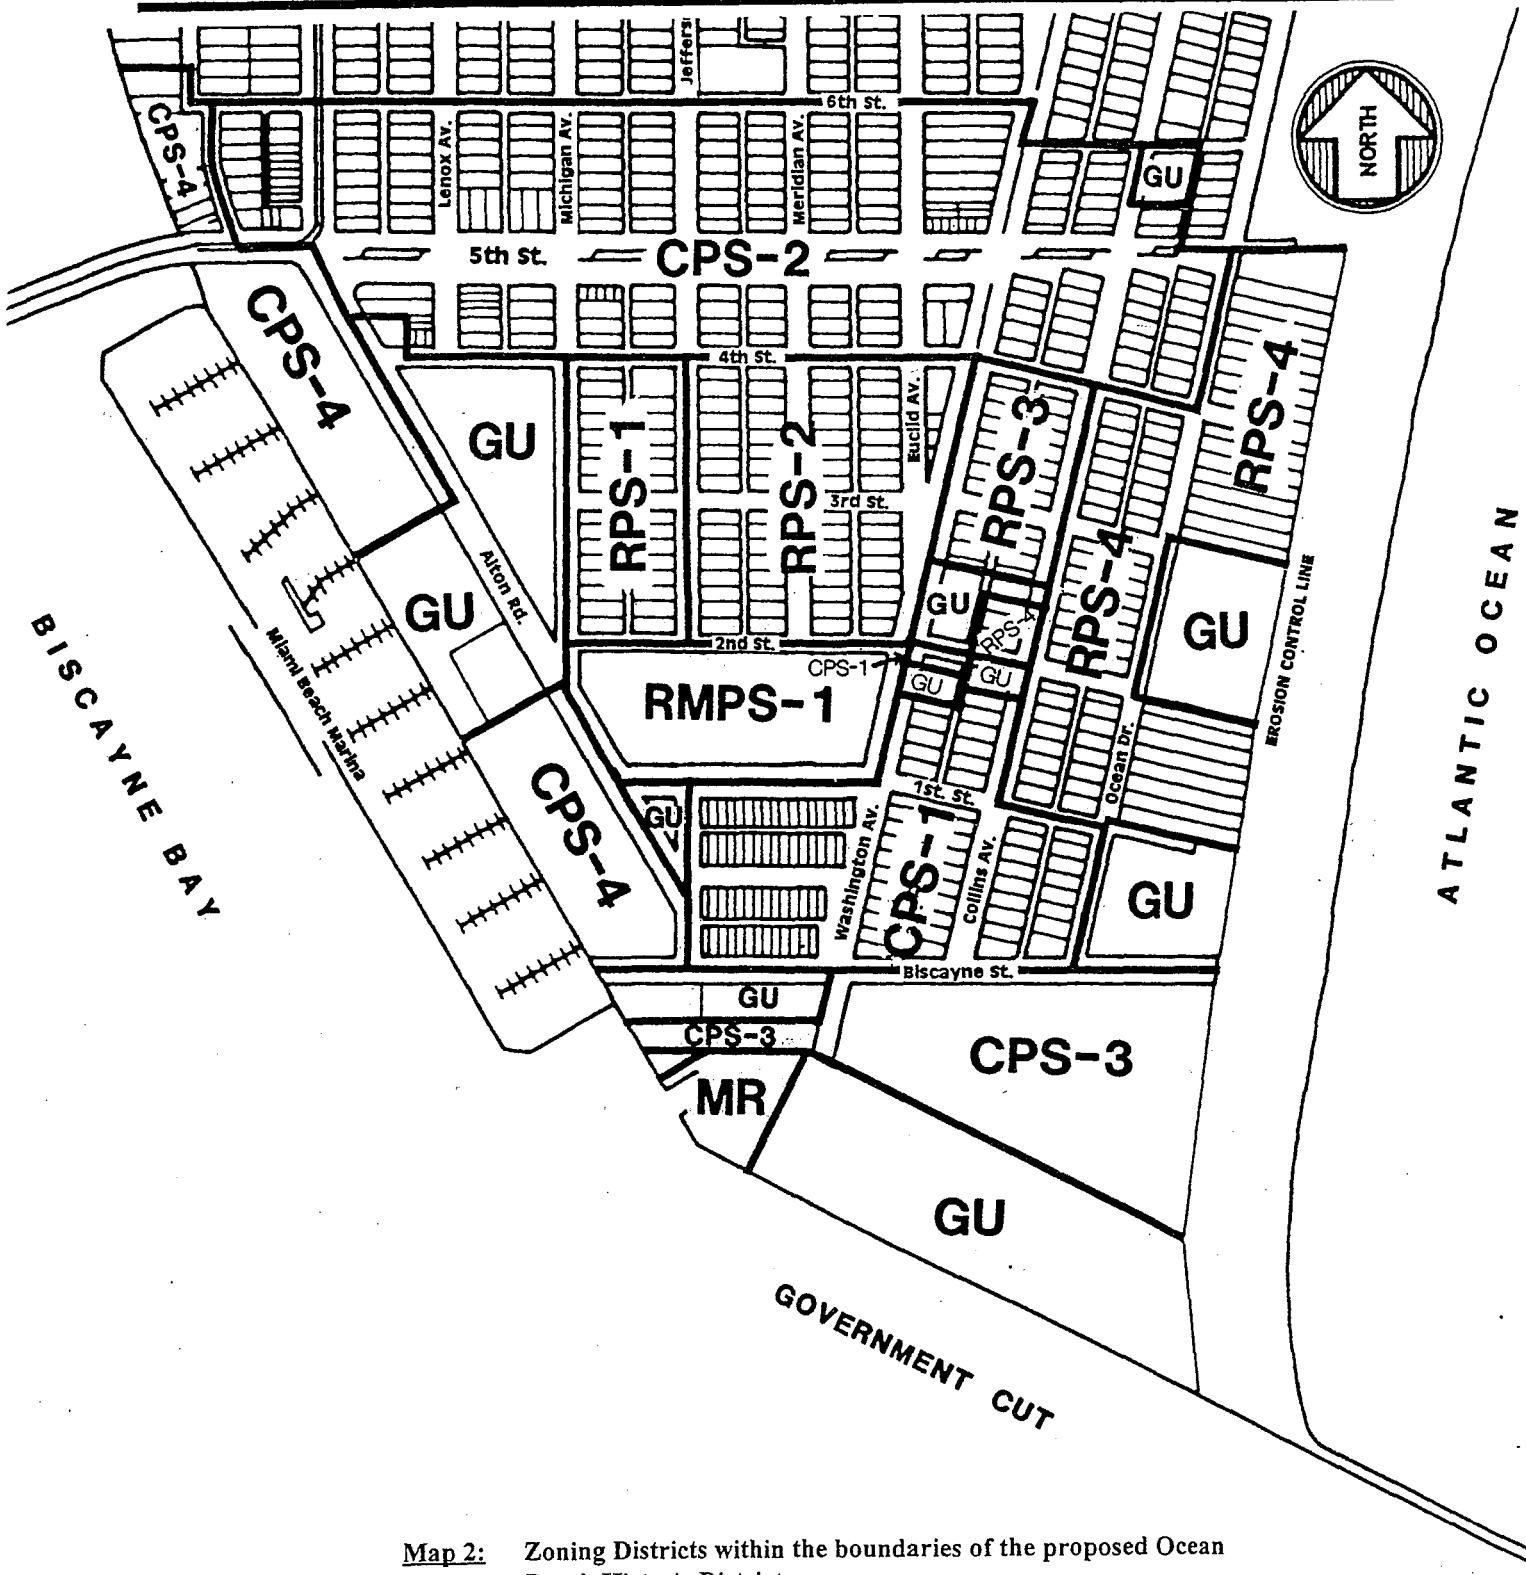 Jeffers
6th St.
CPS-4
Lenox Av.
Michigan Av.
Meridian Av.
GU
NORTH
5th St.
CPS-2
CPS-4
4th St.
RPS-4
GU
RPS-1
RPS-2
Euclid Av.
RPS-3
3rd St.
RPS-4
Alton Rd.
GU
GU
RPS-4
GU
EROSION CONTROL LINE
2nd St.
CPS-1
GU
GU
RMPS-1
Miami Beach Marina
BISCAYNE BAY
ATLANTIC OCEAN
Ocean Dr.
CPS-4
GU
1st. St.
Washington Av.
CPS-1
Collins Av.
GU
Biscayne St.
GU
CPS-3
CPS-3
MR
GU
GOVERNMENT CUT
Map 2: Zoning Districts within the boundaries of the proposed Ocean